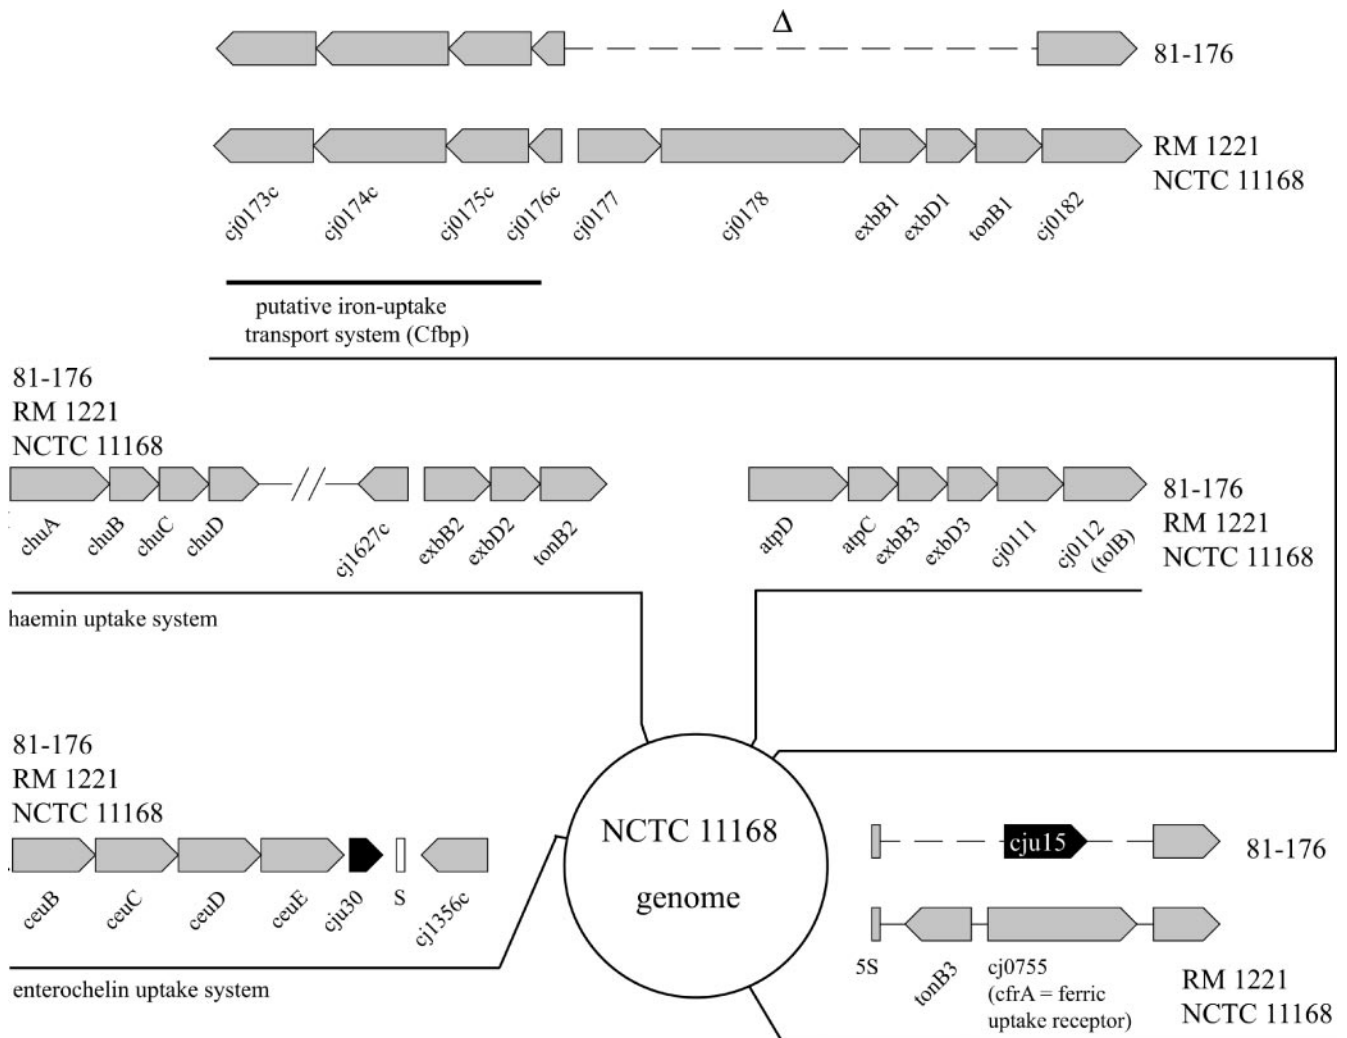 Δ
81-176
RM 1221
NCTC 11168
cj0173c
cj0174c
cj0175c
cj0176c
cj0177
cj0178
exbB1
exbD1
tonB1
cj0182
putative iron-uptake
transport system (Cfbp)
81-176
RM 1221
NCTC 11168
chuA
chuB
chuC
chuD
cj1627c
exbB2
exbD2
tonB2
haemin uptake system
atpD
atpC
exbB3
exbD3
cj0111
cj0112
(tolB)
81-176
RM 1221
NCTC 11168
81-176
RM 1221
NCTC 11168
ceuB
ceuC
ceuD
ceuE
cju30
S
cj1356c
enterochelin uptake system
NCTC 11168
genome
cju15
81-176
5S
tonB3
cj0755
(cfrA = ferric
uptake receptor)
RM 1221
NCTC 11168